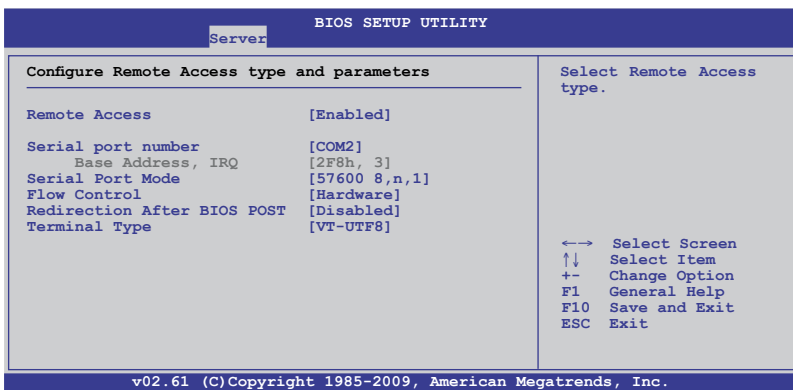 BIOS SETUP UTILITY
Server
Configure Remote Access type and parameters
Remote Access [Enabled]
Serial port number [COM2]
Base Address, IRQ [2F8h, 3]
Serial Port Mode [57600 8,n,1]
Flow Control [Hardware]
Redirection After BIOS POST [Disabled]
Terminal Type [VT-UTF8]
Select Remote Access
type.
←→ Select Screen
↑↓ Select Item
+- Change Option
F1 General Help
F10 Save and Exit
ESC Exit
v02.61 (C)Copyright 1985-2009, American Megatrends, Inc.